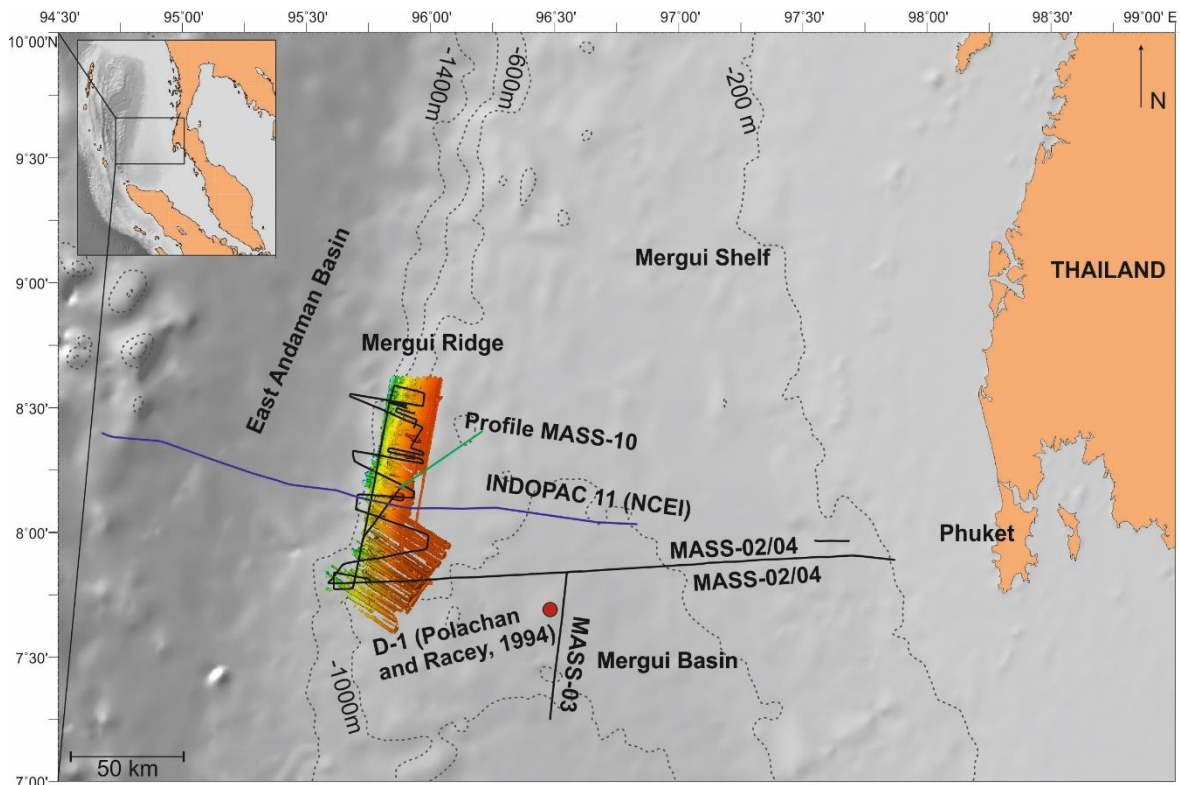 94°30' 95°00' 95°30' 96°00' 96°30' 97°00' 97°30' 98°00' 98°30' 99°00' E
10°00'N
9°30'
9°00'
8°30'
8°00'
7°30'
7°00'
-1400m
-600m
-200 m
N
Mergui Shelf
THAILAND
East Andaman Basin
Mergui Ridge
Profile MASS-10
INDOPAC 11 (NCEI)
Phuket
MASS-02/04
MASS-02/04
D-1 (Polachan
and Racey, 1994)
MASS-03
Mergui Basin
-1000m
50 km